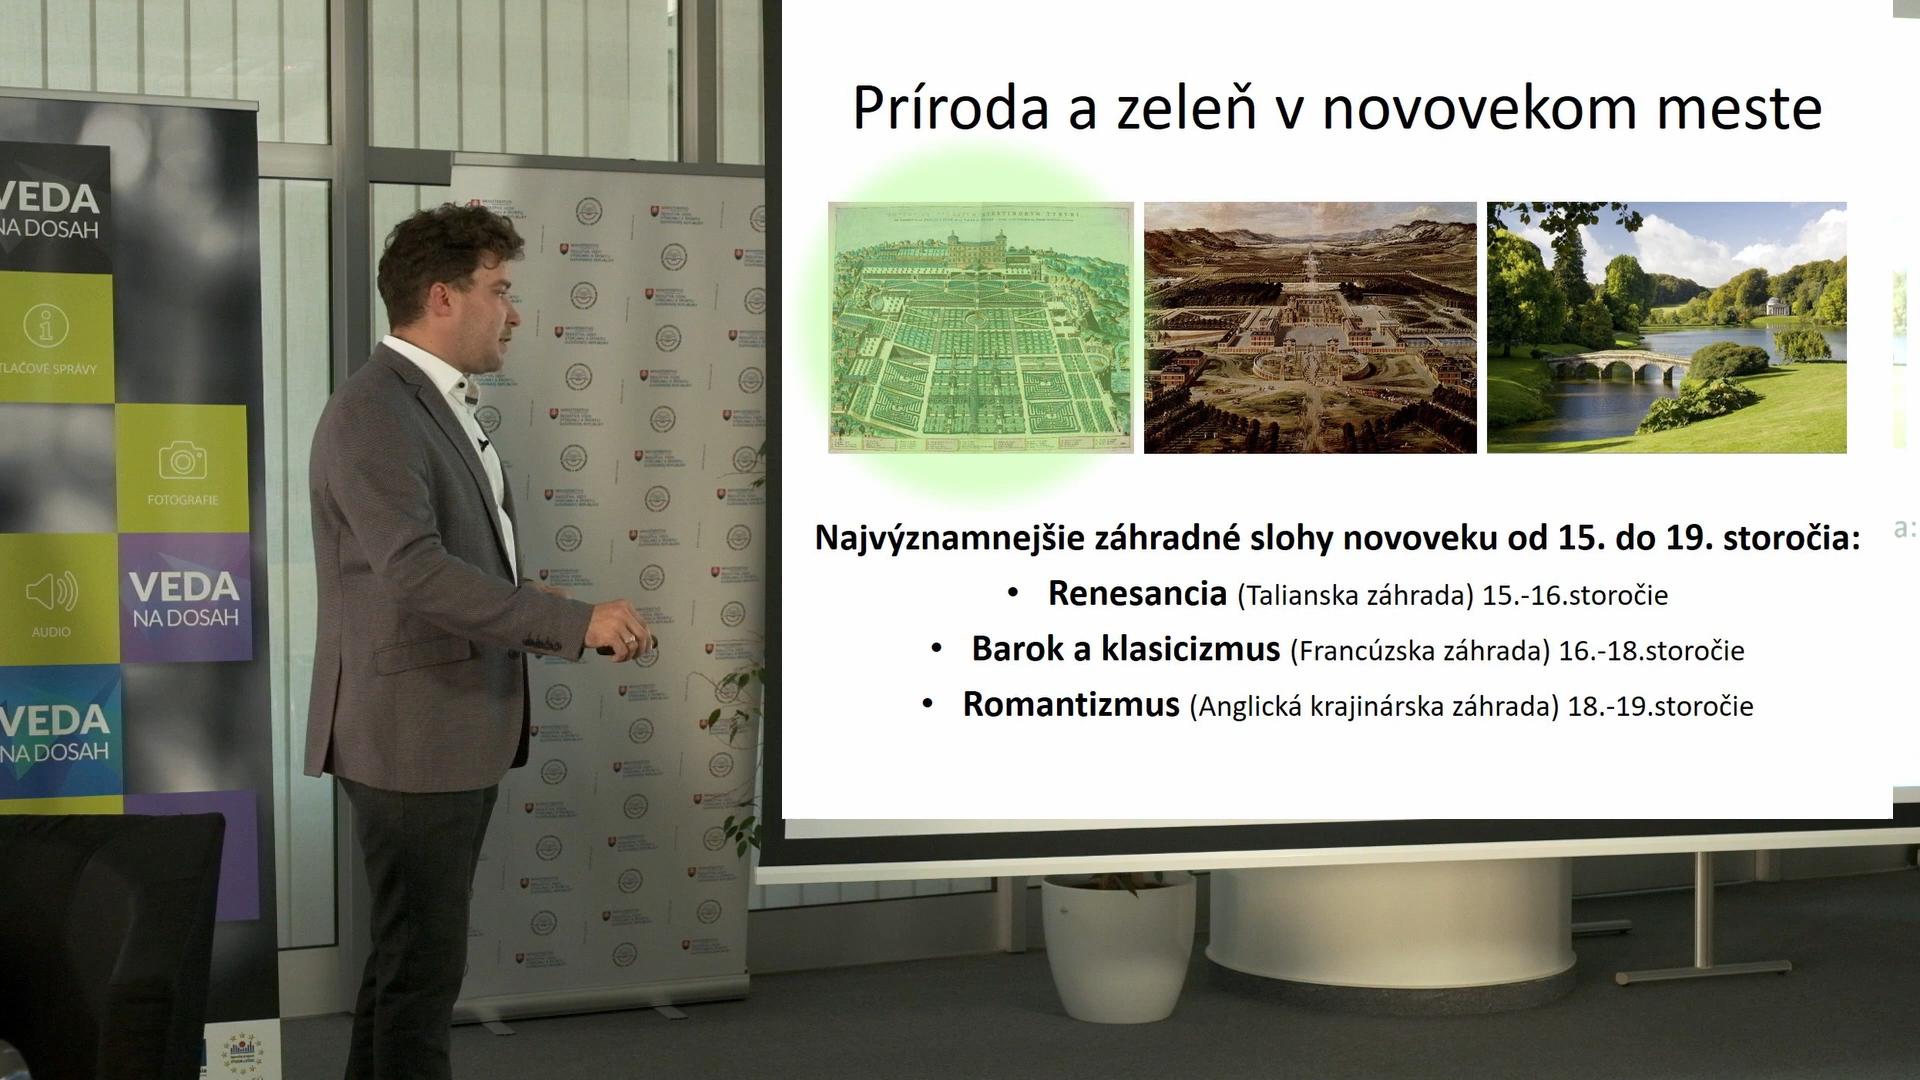 VEDA
NA DOSAH
TLAČOVÉ SPRÁVY
FOTOGRAFIE
AUDIO
VEDA
NA DOSAH
VEDA
NA DOSAH
Príroda a zeleň v novovekom meste
Najvýznamnejšie záhradné slohy novoveku od 15. do 19. storočia:
• Renesancia (Talianska záhrada) 15.-16.storočie
• Barok a klasicizmus (Francúzska záhrada) 16.-18.storočie
• Romantizmus (Anglická krajinárska záhrada) 18.-19.storočie
a: